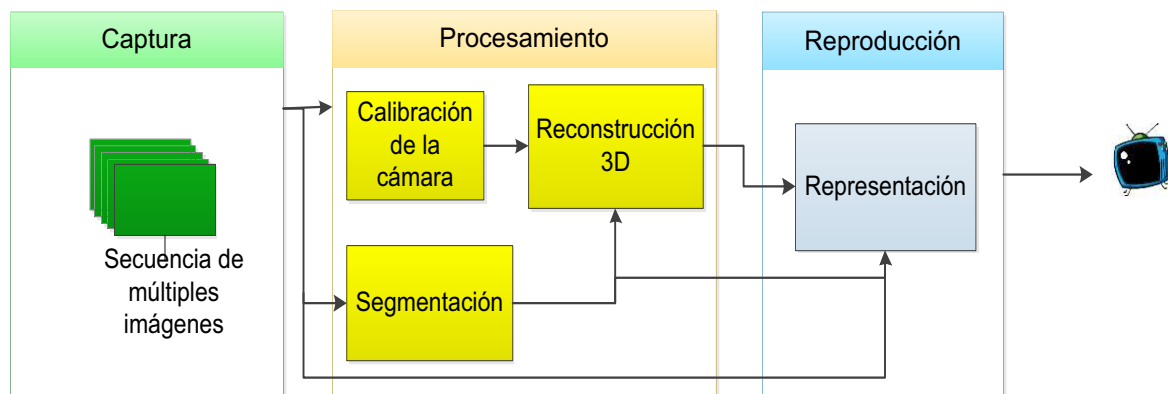 Captura
Secuencia de
múltiples
imágenes
Procesamiento
Calibración
de la
cámara
Reconstrucción
3D
Segmentación
Reproducción
Representación